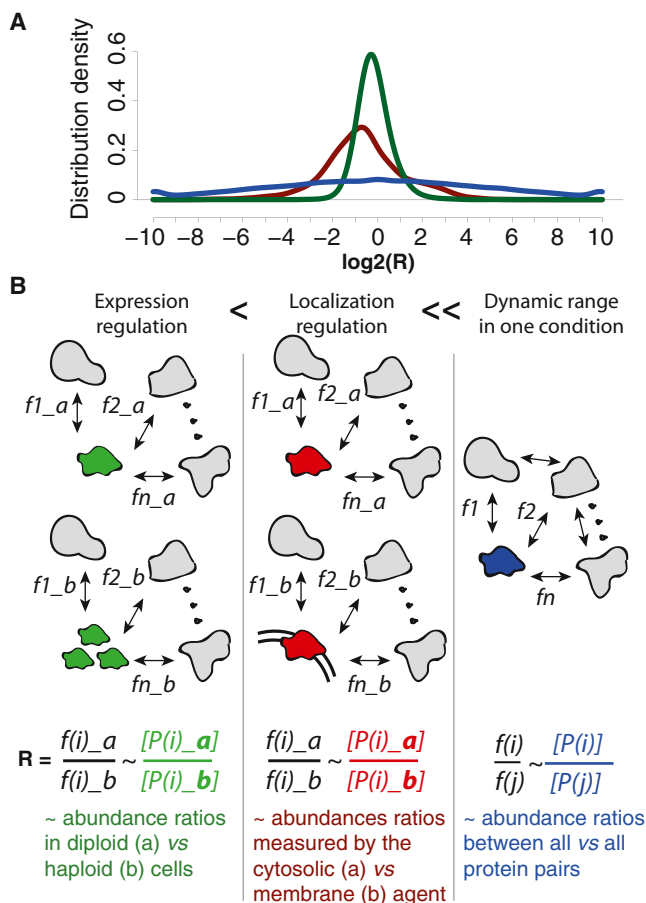 A
Distribution density
0.6
0.4
0.2
0
−10 −8 −6 −4 −2 0 2 4 6 8 10
log2(R)
B
Expression regulation < Localization regulation << Dynamic range in one condition
f1_a f2_a
fn_a
f1_b f2_b
fn_b
f1_a f2_a
fn_a
f1_b f2_b
fn_b
f1 f2
fn
R = f(i)_a / f(i)_b ~ [P(i)_a] / [P(i)_b]
~ abundance ratios
in diploid (a) vs
haploid (b) cells
f(i)_a / f(i)_b ~ [P(i)_a] / [P(i)_b]
~ abundances ratios
measured by the
cytosolic (a) vs
membrane (b) agent
f(i) / f(j) ~ [P(i)] / [P(j)]
~ abundance ratios
between all vs all
protein pairs